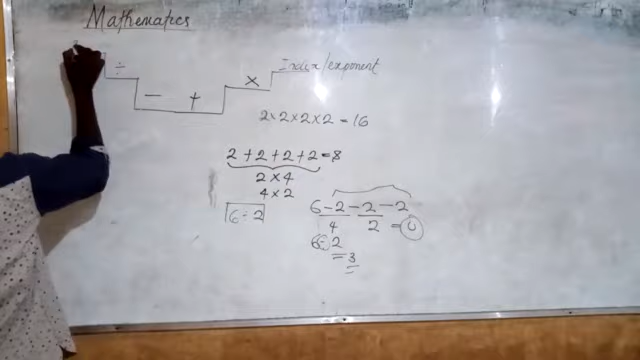 Mathematics
÷
− +
×
Index/exponent
2×2×2×2 = 16
2+2+2+2=8
2×4
4×2
6÷2
6−2−2−2
4 2 = 0
6÷2
= 3